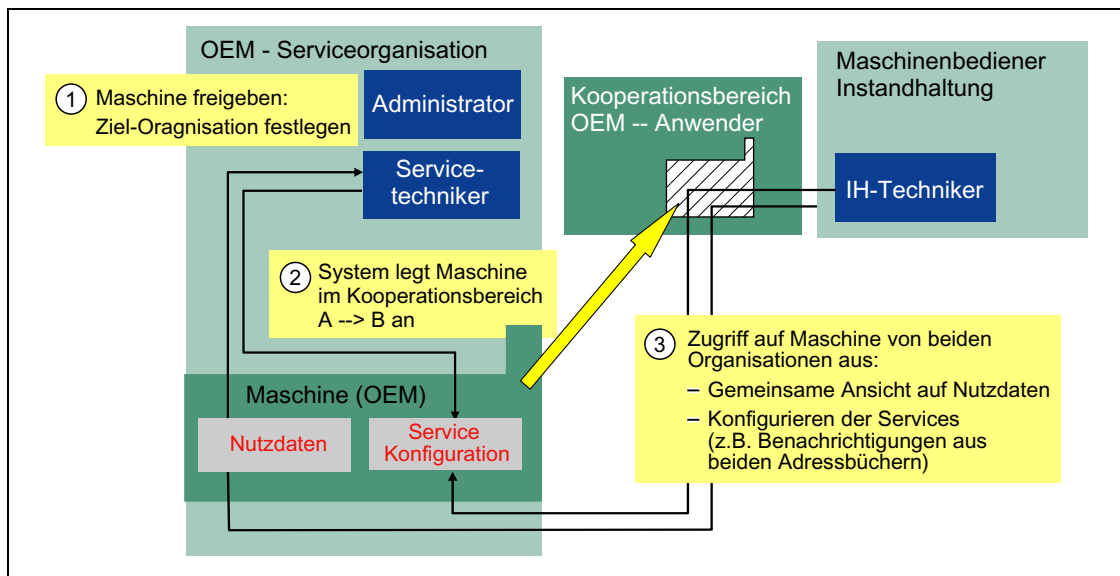 OEM - Serviceorganisation
1 Maschine freigeben:
Ziel-Oragnisation festlegen
Administrator
Service-
techniker
Kooperationsbereich
OEM -- Anwender
Maschinenbediener
Instandhaltung
IH-Techniker
2 System legt Maschine
im Kooperationsbereich
A --> B an
3 Zugriff auf Maschine von beiden
Organisationen aus:
– Gemeinsame Ansicht auf Nutzdaten
– Konfigurieren der Services
(z.B. Benachrichtigungen aus
beiden Adressbüchern)
Maschine (OEM)
Nutzdaten
Service
Konfiguration